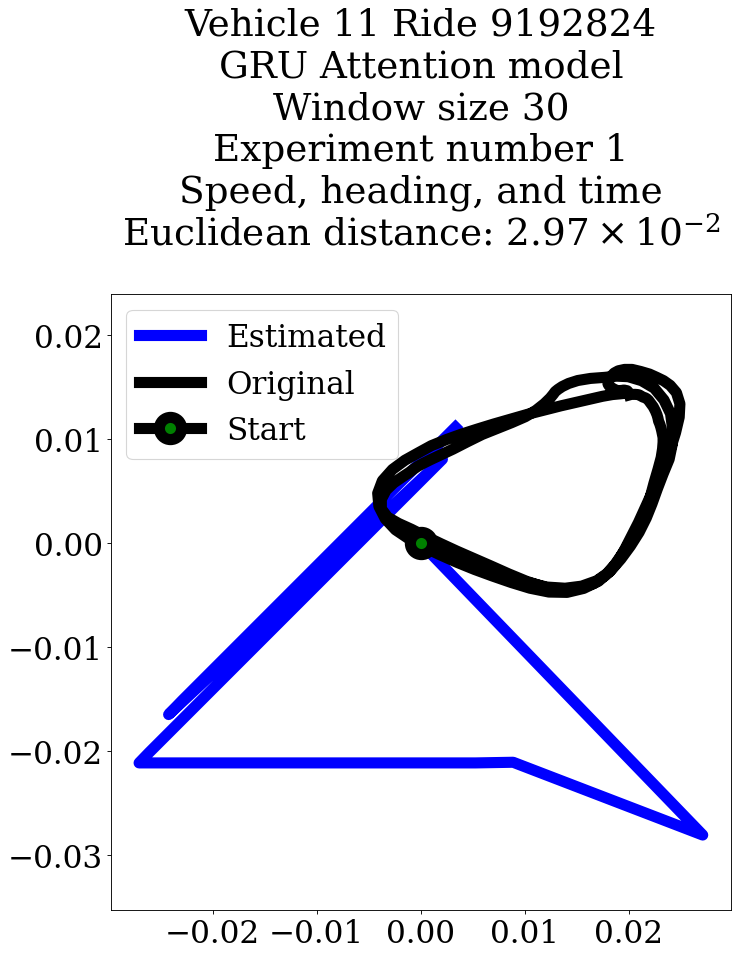 Vehicle 11 Ride 9192824
GRU Attention model
Window size 30
Experiment number 1
Speed, heading, and time
Euclidean distance: 2.97 × 10⁻²
Estimated
Original
Start
0.02
0.01
0.00
−0.01
−0.02
−0.03
−0.02 −0.01 0.00 0.01 0.02